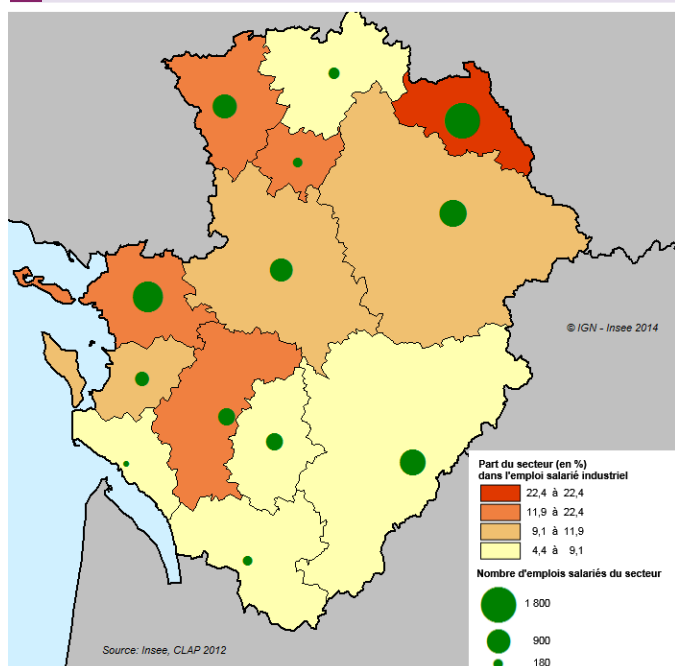 © IGN - Insee 2014
Part du secteur (en %)
dans l'emploi salarié industriel
22,4 à 22,4
11,9 à 22,4
9,1 à 11,9
4,4 à 9,1
Nombre d'emplois salariés du secteur
1 800
900
180
Source: Insee, CLAP 2012